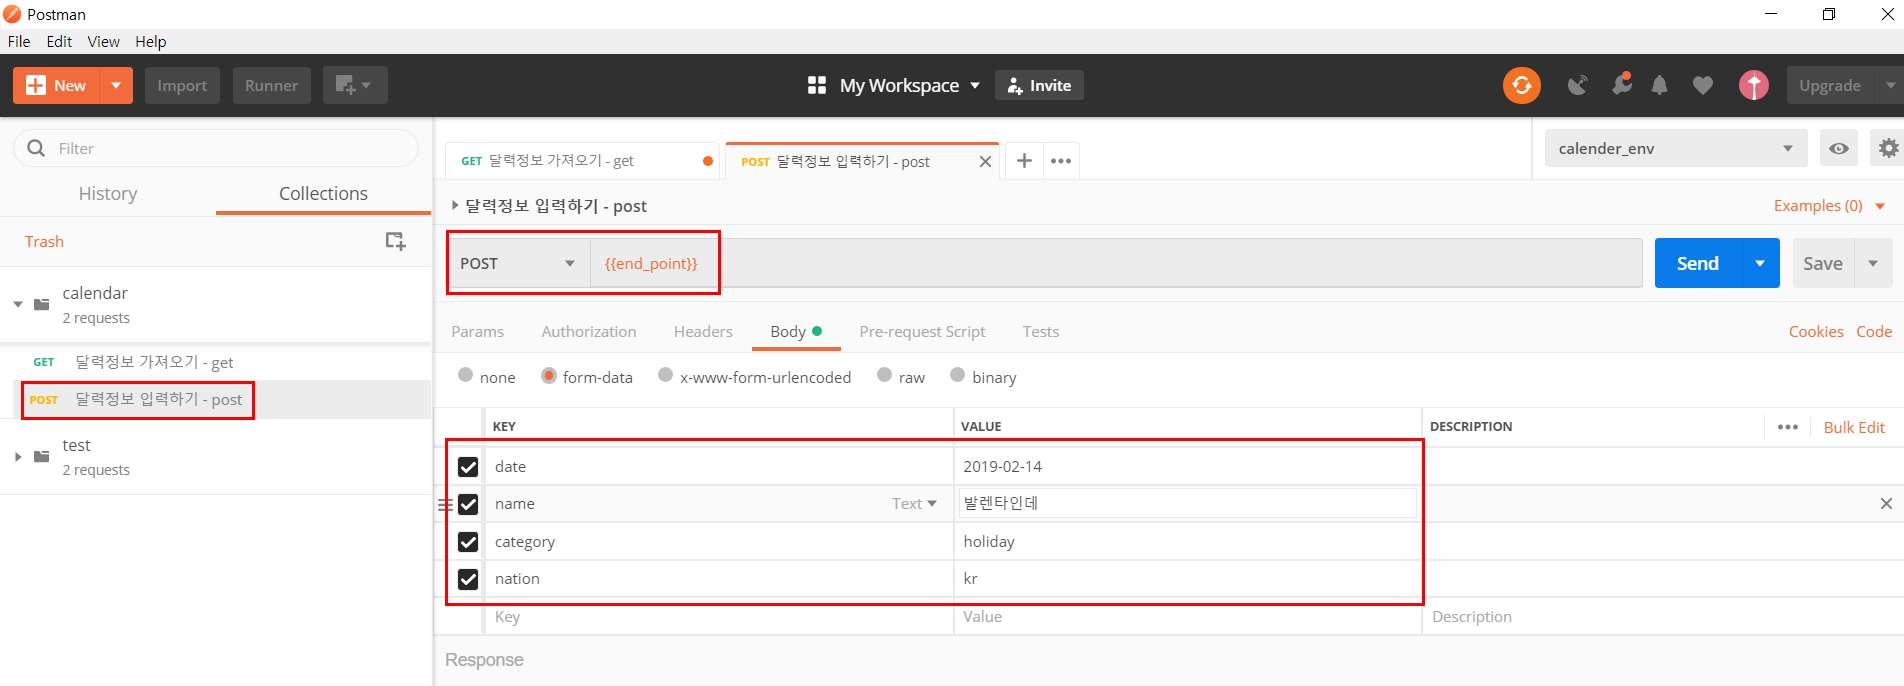 Postman
File Edit View Help
New Import Runner My Workspace Invite Upgrade
Filter
History Collections
Trash
calendar
2 requests
GET 달력정보 가져오기 - get
POST 달력정보 입력하기 - post
test
2 requests
GET 달력정보 가져오기 - get POST 달력정보 입력하기 - post calender_env
달력정보 입력하기 - post Examples (0)
POST {{end_point}} Send Save
Params Authorization Headers Body Pre-request Script Tests Cookies Code
none form-data x-www-form-urlencoded raw binary
KEY VALUE DESCRIPTION Bulk Edit
date 2019-02-14
name Text 발렌타인데
category holiday
nation kr
Key Value Description
Response